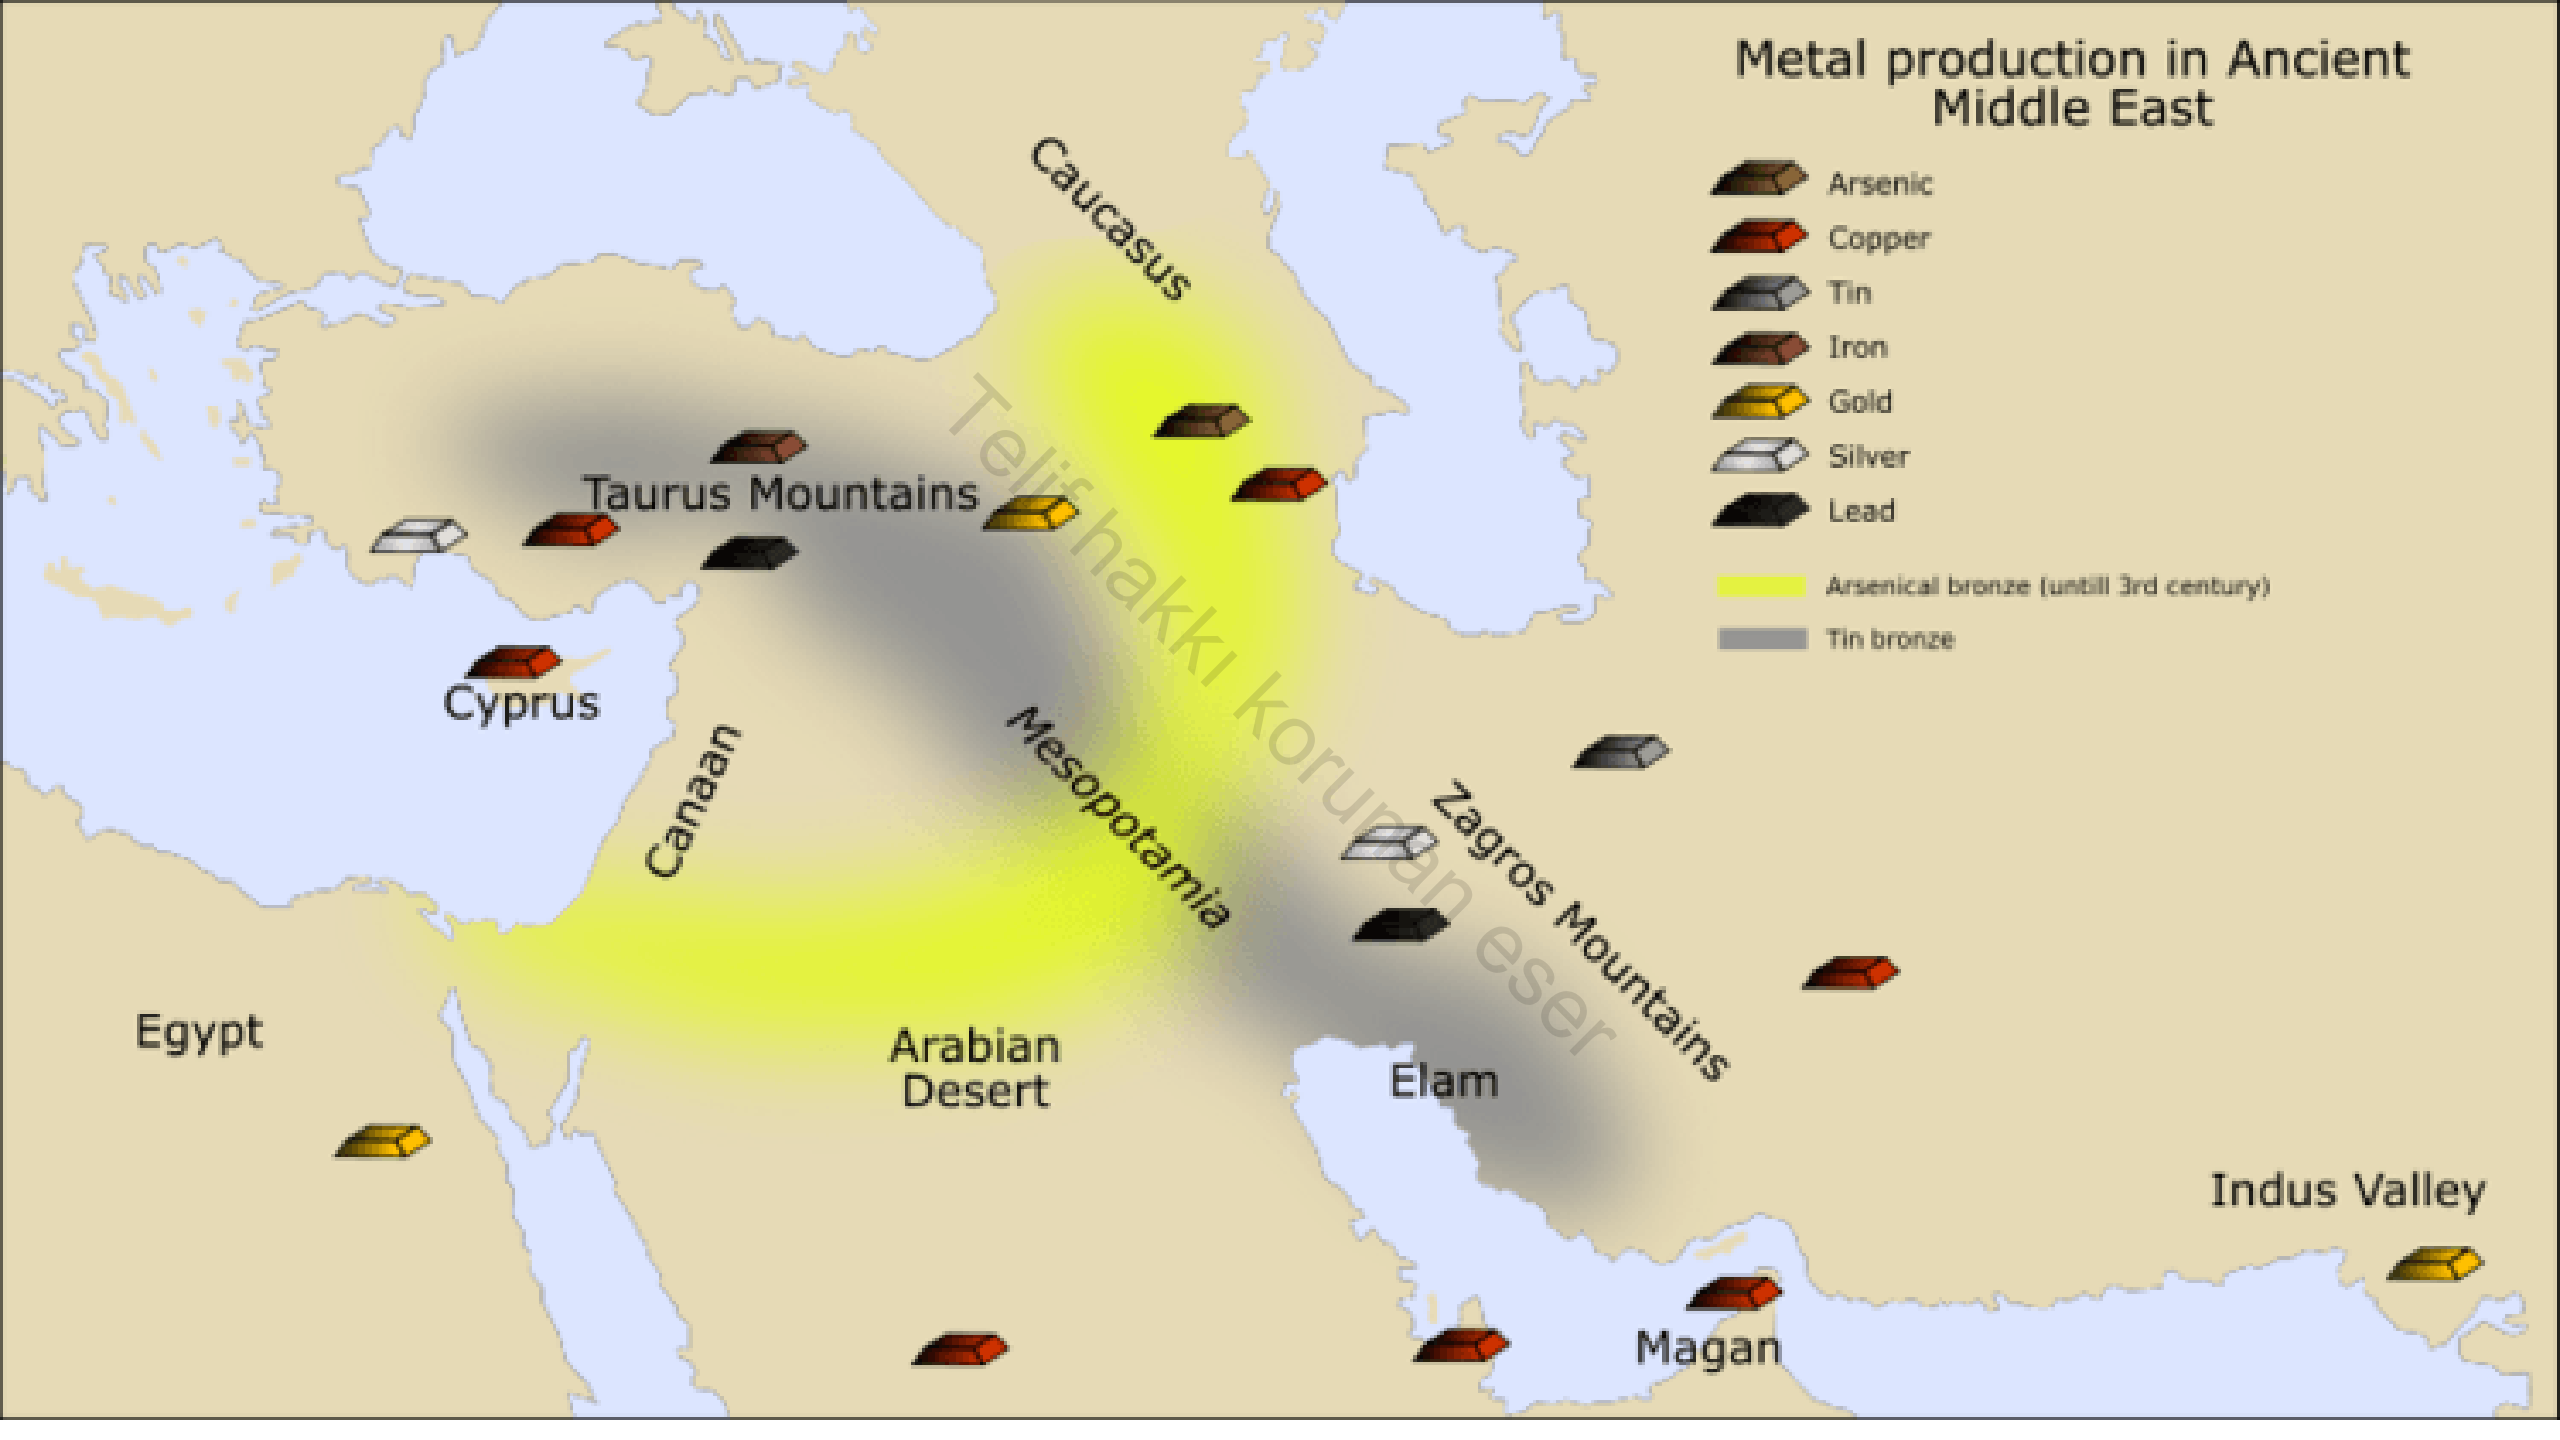 Metal production in Ancient
Middle East
Arsenic
Copper
Tin
Iron
Gold
Silver
Lead
Arsenical bronze (untill 3rd century)
Tin bronze
Caucasus
Taurus Mountains
Cyprus
Canaan
Mesopotamia
Zagros Mountains
Egypt
Arabian
Desert
Elam
Indus Valley
Magan
Telif hakkı korunan eser